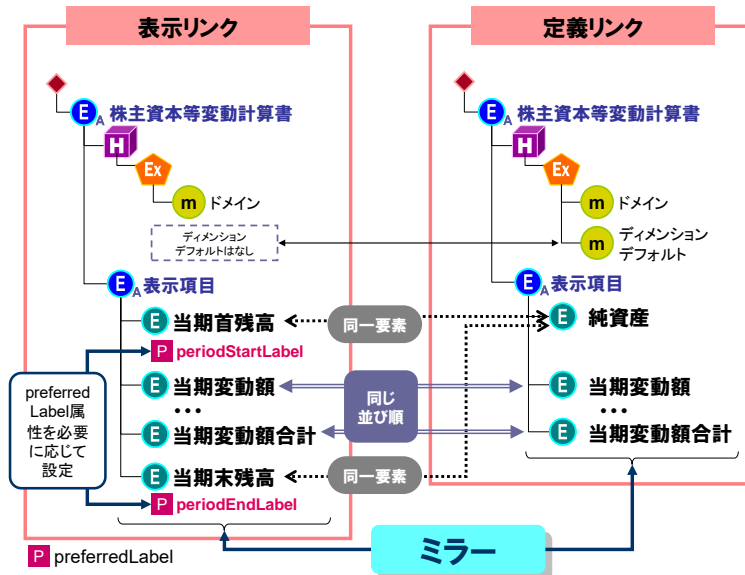 表示リンク
E A 株主資本等変動計算書
H
Ex
m ドメイン
ディメンション
デフォルトはなし
E A 表示項目
E 当期首残高
P periodStartLabel
E 当期変動額
…
E 当期変動額合計
E 当期末残高
P periodEndLabel
preferred
Label属
性を必要
に応じて
設定
P preferredLabel
同一要素
同じ
並び順
同一要素
ミラー
定義リンク
E A 株主資本等変動計算書
H
Ex
m ドメイン
m ディメンション
デフォルト
E A 表示項目
E 純資産
E 当期変動額
…
E 当期変動額合計